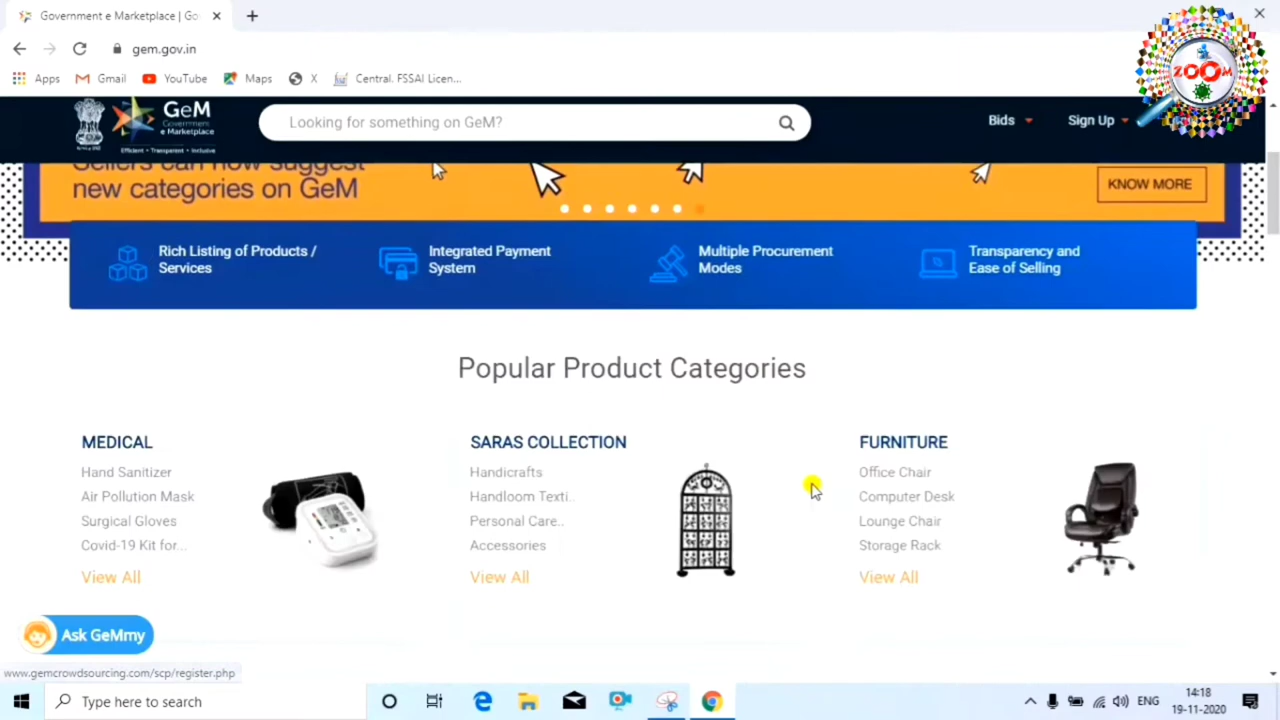 Government e Marketplace | Go
gem.gov.in
Apps
Gmail
YouTube
Maps
X
Central. FSSAI Licen...
ZOOM
GeM
Government
e Marketplace
Efficient • Transparent • Inclusive
Looking for something on GeM?
Bids
Sign Up
Sellers can now suggest
new categories on GeM
KNOW MORE
Rich Listing of Products /
Services
Integrated Payment
System
Multiple Procurement
Modes
Transparency and
Ease of Selling
Popular Product Categories
MEDICAL
Hand Sanitizer
Air Pollution Mask
Surgical Gloves
Covid-19 Kit for...
View All
SARAS COLLECTION
Handicrafts
Handloom Texti..
Personal Care..
Accessories
View All
FURNITURE
Office Chair
Computer Desk
Lounge Chair
Storage Rack
View All
Ask GeMmy
www.gemcrowdsourcing.com/scp/register.php
Type here to search
ENG
14:18
19-11-2020